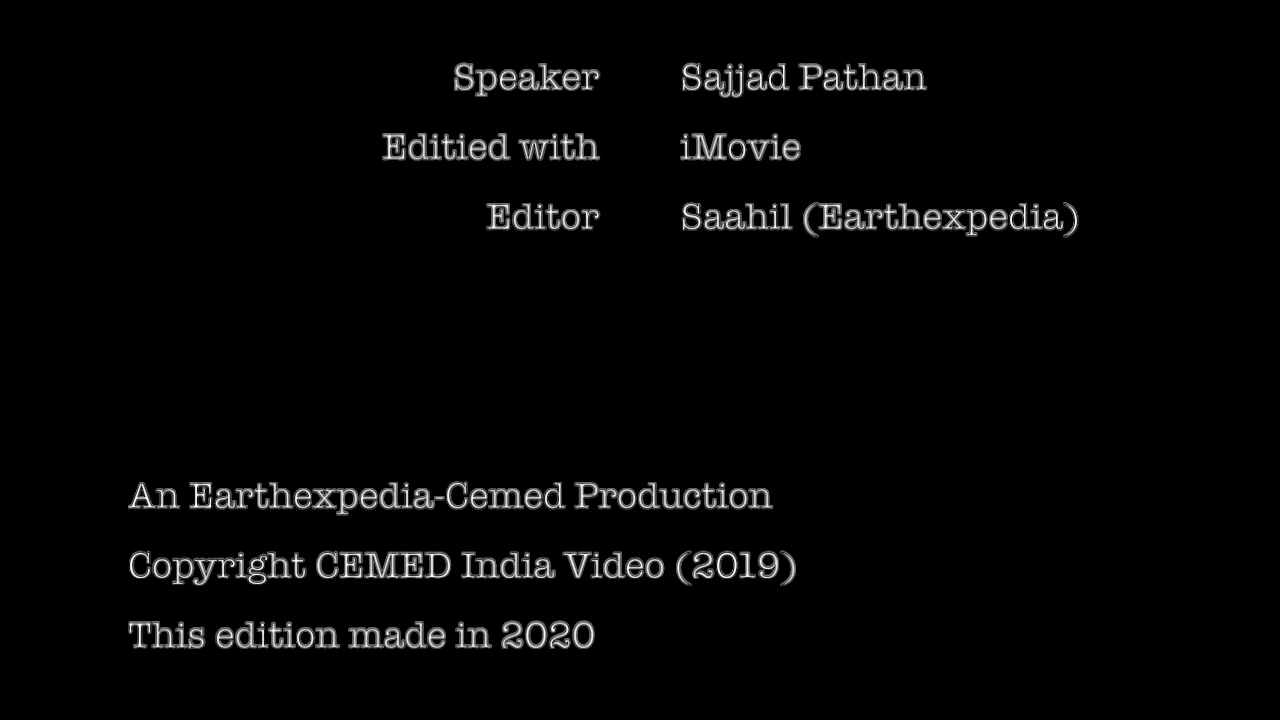 Speaker Sajjad Pathan
Editied with iMovie
Editor Saahil (Earthexpedia)
An Earthexpedia-Cemed Production
Copyright CEMED India Video (2019)
This edition made in 2020